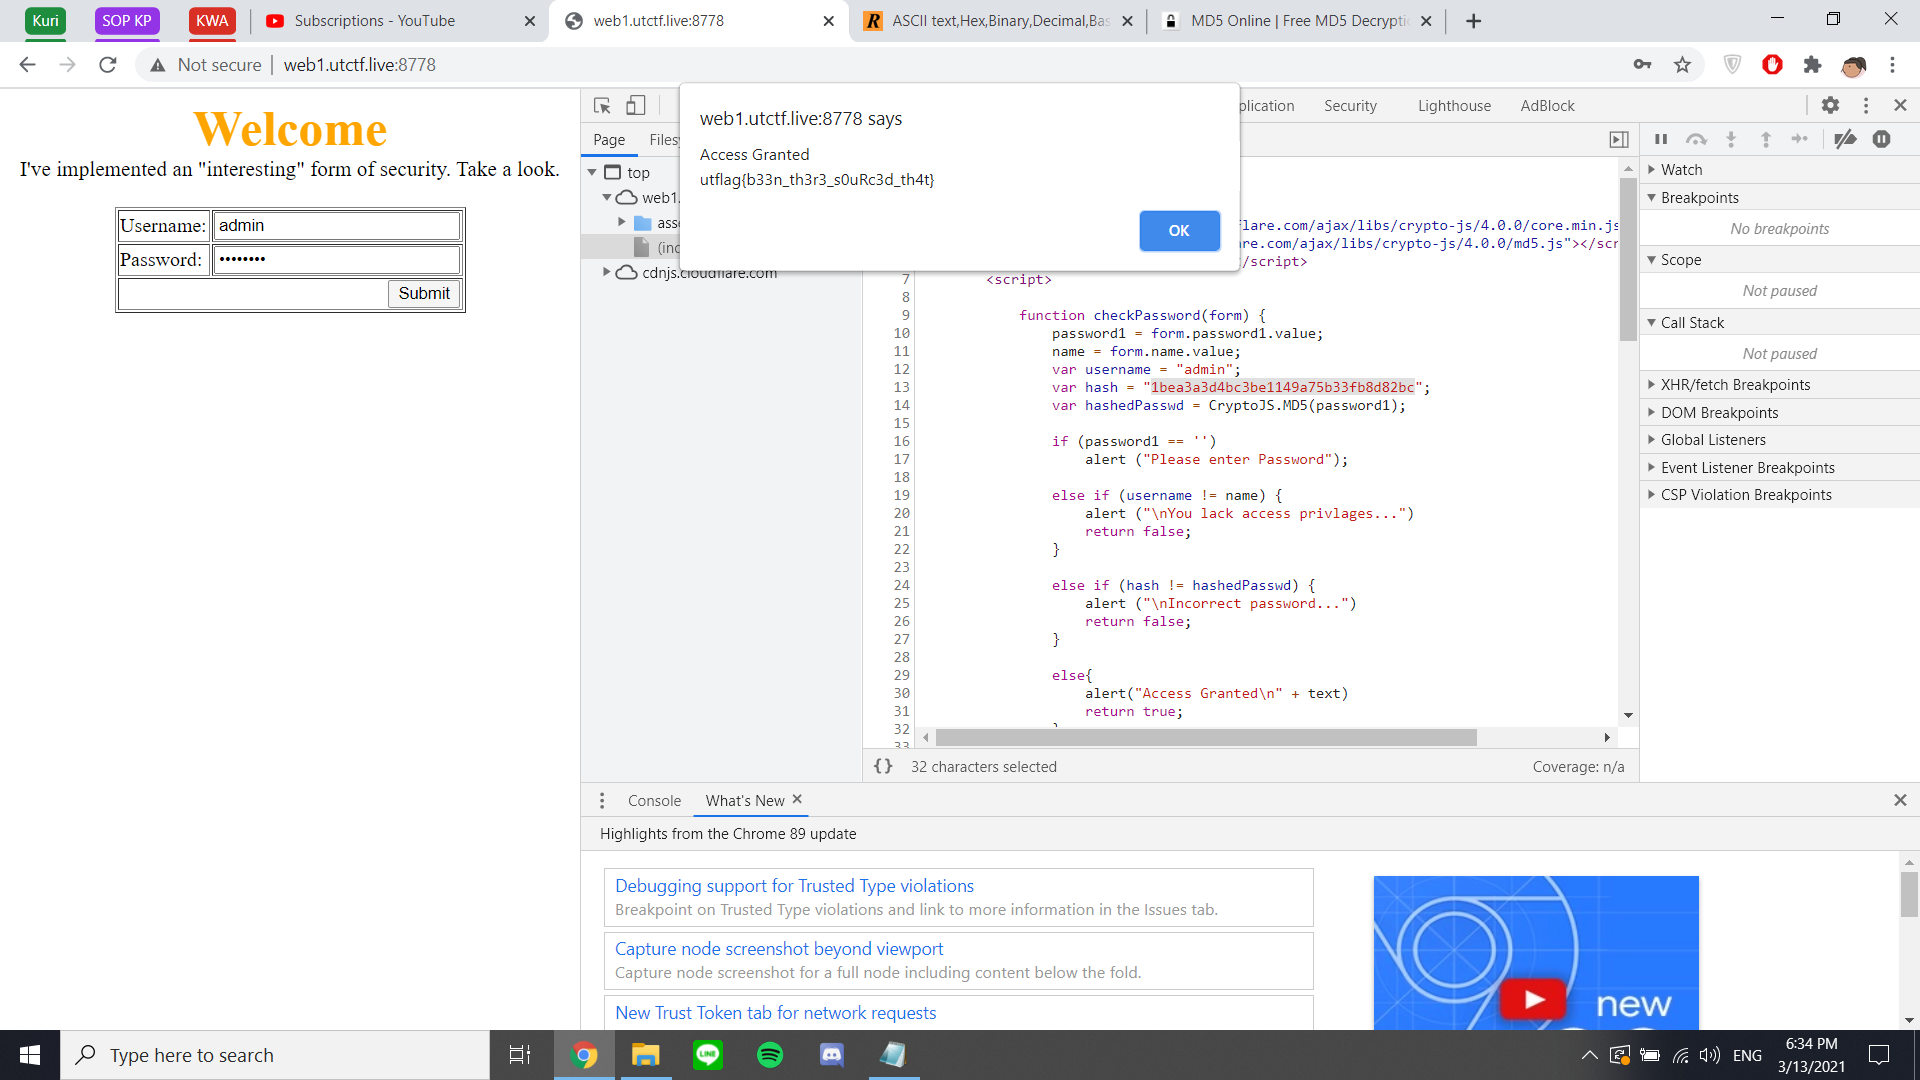 Kuri
SOP KP
KWA
Subscriptions - YouTube
web1.utctf.live:8778
ASCII text,Hex,Binary,Decimal,Bas
MD5 Online | Free MD5 Decryptic
Not secure
web1.utctf.live:8778
Welcome
I've implemented an "interesting" form of security. Take a look.
Username:
admin
Password:
••••••••
Submit
web1.utctf.live:8778 says
Access Granted
utflag{b33n_th3r3_s0uRc3d_th4t}
OK
plication
Security
Lighthouse
AdBlock
Page
Files
top
web1.
ass
(inc
cdnjs.cloudflare.com
flare.com/ajax/libs/crypto-js/4.0.0/core.min.js
are.com/ajax/libs/crypto-js/4.0.0/md5.js"></scr
/script>
7 <script>
8
9 function checkPassword(form) {
10 password1 = form.password1.value;
11 name = form.name.value;
12 var username = "admin";
13 var hash = "1bea3a3d4bc3be1149a75b33fb8d82bc";
14 var hashedPasswd = CryptoJS.MD5(password1);
15
16 if (password1 == '')
17 alert ("Please enter Password");
18
19 else if (username != name) {
20 alert ("\nYou lack access privlages...")
21 return false;
22 }
23
24 else if (hash != hashedPasswd) {
25 alert ("\nIncorrect password...")
26 return false;
27 }
28
29 else{
30 alert("Access Granted\n" + text)
31 return true;
32 }
33
{} 32 characters selected
Coverage: n/a
Watch
Breakpoints
No breakpoints
Scope
Not paused
Call Stack
Not paused
XHR/fetch Breakpoints
DOM Breakpoints
Global Listeners
Event Listener Breakpoints
CSP Violation Breakpoints
Console
What's New
Highlights from the Chrome 89 update
Debugging support for Trusted Type violations
Breakpoint on Trusted Type violations and link to more information in the Issues tab.
Capture node screenshot beyond viewport
Capture node screenshot for a full node including content below the fold.
New Trust Token tab for network requests
new
Type here to search
LINE
ENG
6:34 PM
3/13/2021